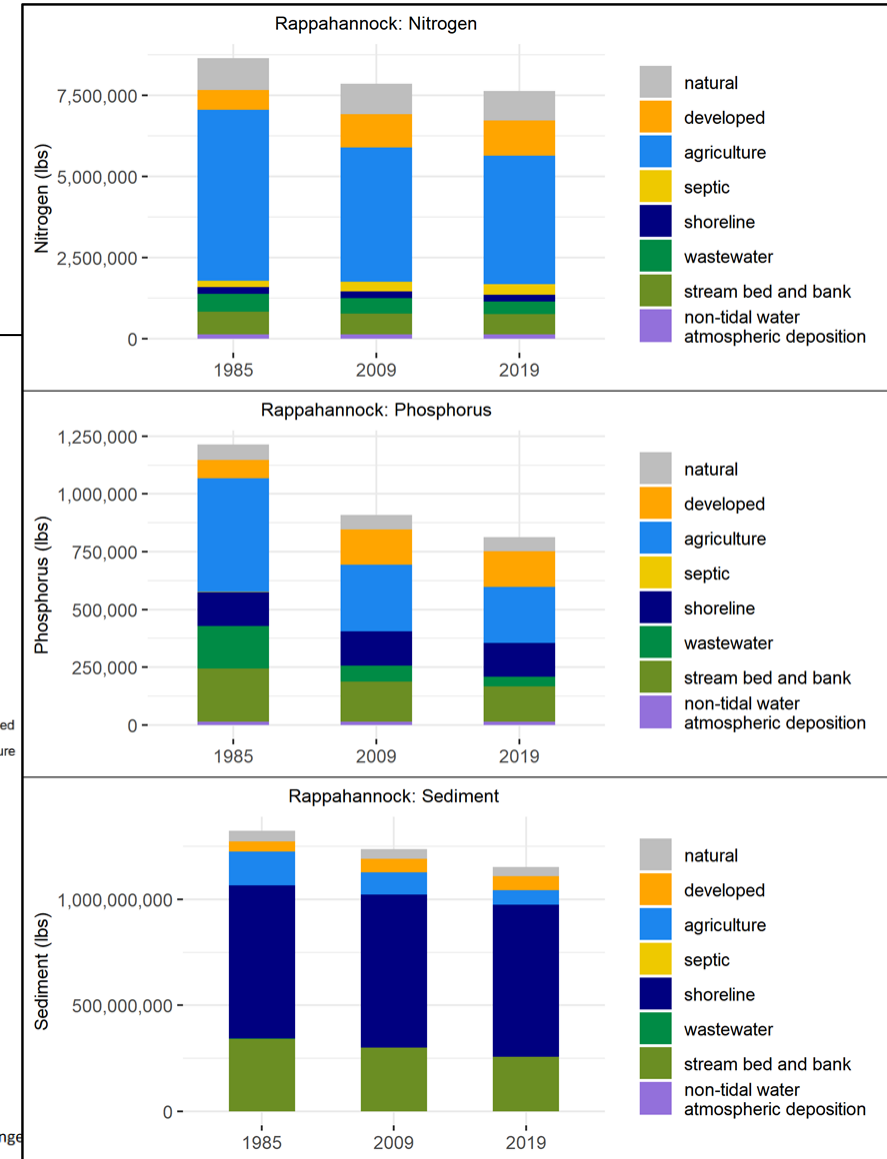 Rappahannock: Nitrogen
Nitrogen (lbs)
7,500,000
5,000,000
2,500,000
0
1985
2009
2019
natural
developed
agriculture
septic
shoreline
wastewater
stream bed and bank
non-tidal water
atmospheric deposition
Rappahannock: Phosphorus
Phosphorus (lbs)
1,250,000
1,000,000
750,000
500,000
250,000
0
1985
2009
2019
natural
developed
agriculture
septic
shoreline
wastewater
stream bed and bank
non-tidal water
atmospheric deposition
ed
ure
Rappahannock: Sediment
Sediment (lbs)
1,000,000,000
500,000,000
0
1985
2009
2019
natural
developed
agriculture
septic
shoreline
wastewater
stream bed and bank
non-tidal water
atmospheric deposition
nge